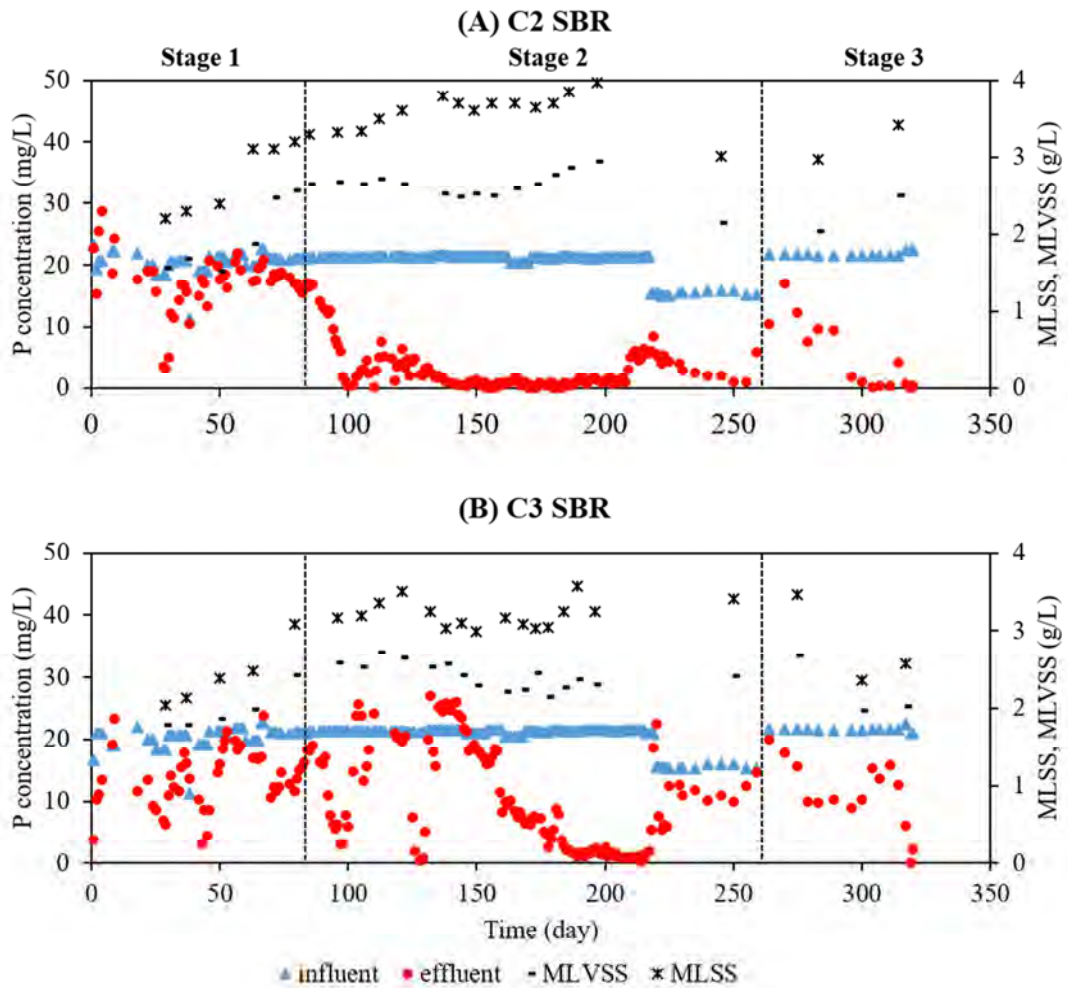 (A) C2 SBR
Stage 1 Stage 2 Stage 3
50 4
40 3
30
20 2
10 1
0 0
0 50 100 150 200 250 300 350
P concentration (mg/L)
MLSS, MLVSS (g/L)
(B) C3 SBR
50 4
40 3
30
20 2
10 1
0 0
0 50 100 150 200 250 300 350
P concentration (mg/L)
MLSS, MLVSS (g/L)
Time (day)
influent effluent MLVSS MLSS